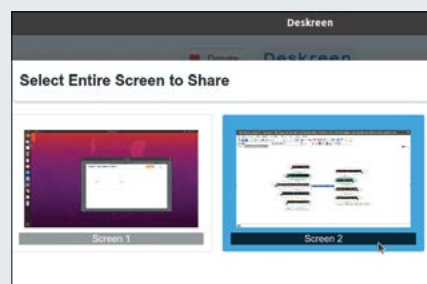 Deskreen
Donate Deskreen
Select Entire Screen to Share
Screen 1
Screen 2